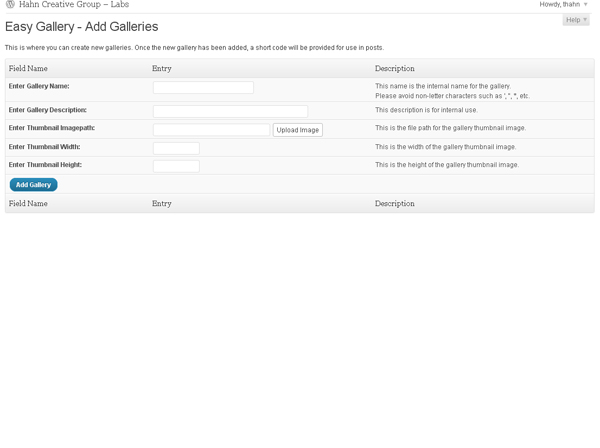 Hahn Creative Group – Labs
Howdy, thahn
Help
Easy Gallery - Add Galleries
This is where you can create new galleries. Once the new gallery has been added, a short code will be provided for use in posts.
Field Name Entry Description
Enter Gallery Name: This name is the internal name for the gallery.
Please avoid non-letter characters such as ', ", *, etc.
Enter Gallery Description: This description is for internal use.
Enter Thumbnail Imagepath: Upload Image This is the file path for the gallery thumbnail image.
Enter Thumbnail Width: This is the width of the gallery thumbnail image.
Enter Thumbnail Height: This is the height of the gallery thumbnail image.
Add Gallery
Field Name Entry Description